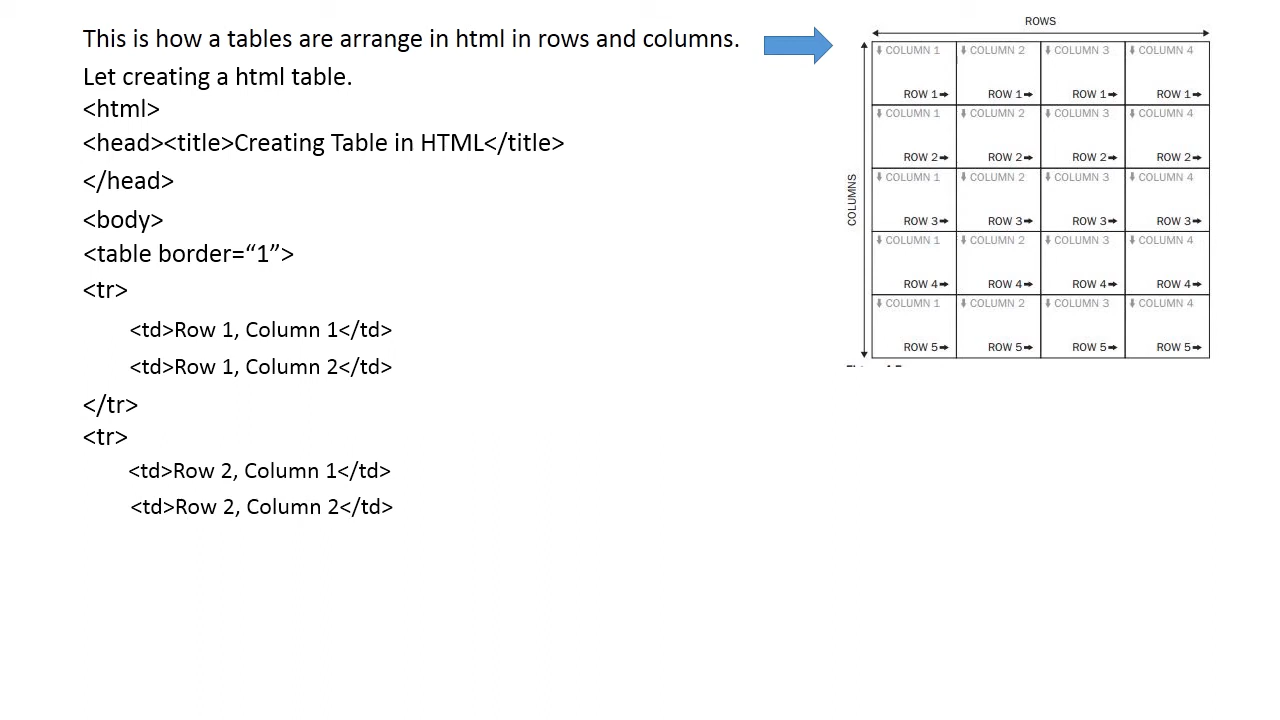 This is how a tables are arrange in html in rows and columns.
Let creating a html table.
<html>
<head><title>Creating Table in HTML</title>
</head>
<body>
<table border=“1”>
<tr>
<td>Row 1, Column 1</td>
<td>Row 1, Column 2</td>
</tr>
<tr>
<td>Row 2, Column 1</td>
<td>Row 2, Column 2</td>
ROWS
COLUMNS
COLUMN 1 COLUMN 2 COLUMN 3 COLUMN 4
ROW 1 ROW 1 ROW 1 ROW 1
COLUMN 1 COLUMN 2 COLUMN 3 COLUMN 4
ROW 2 ROW 2 ROW 2 ROW 2
COLUMN 1 COLUMN 2 COLUMN 3 COLUMN 4
ROW 3 ROW 3 ROW 3 ROW 3
COLUMN 1 COLUMN 2 COLUMN 3 COLUMN 4
ROW 4 ROW 4 ROW 4 ROW 4
COLUMN 1 COLUMN 2 COLUMN 3 COLUMN 4
ROW 5 ROW 5 ROW 5 ROW 5